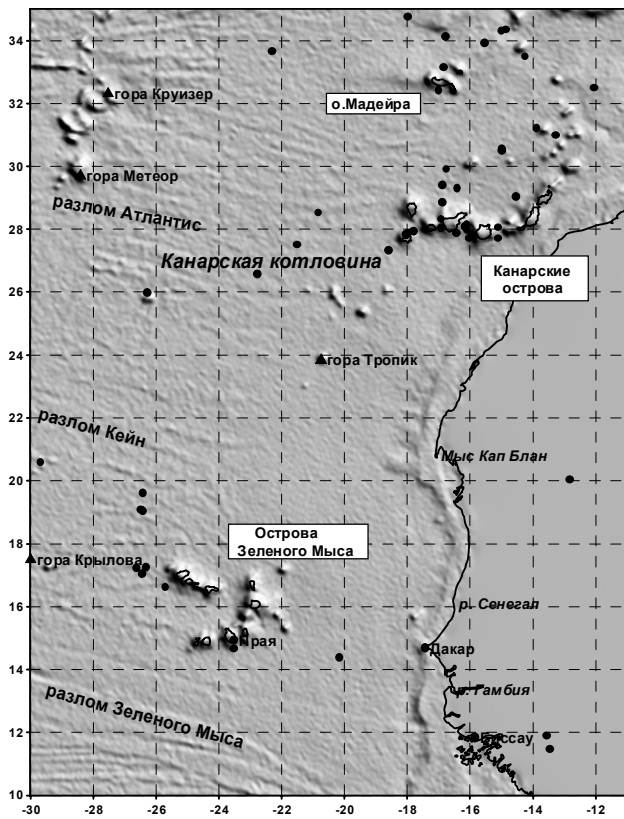 34
гора Круизер
32
о.Мадейра
30
гора Метеор
разлом Атлантис
28
Канарская котловина
Канарские
острова
26
24
гора Тропик
22
разлом Кейн
Мыс Кап Блан
20
Острова
Зеленого Мыса
18
гора Крылова
16
р. Сенегал
Прая
Дакар
14
р. Гамбия
разлом Зеленого Мыса
12
Биссау
10
-30 -28 -26 -24 -22 -20 -18 -16 -14 -12